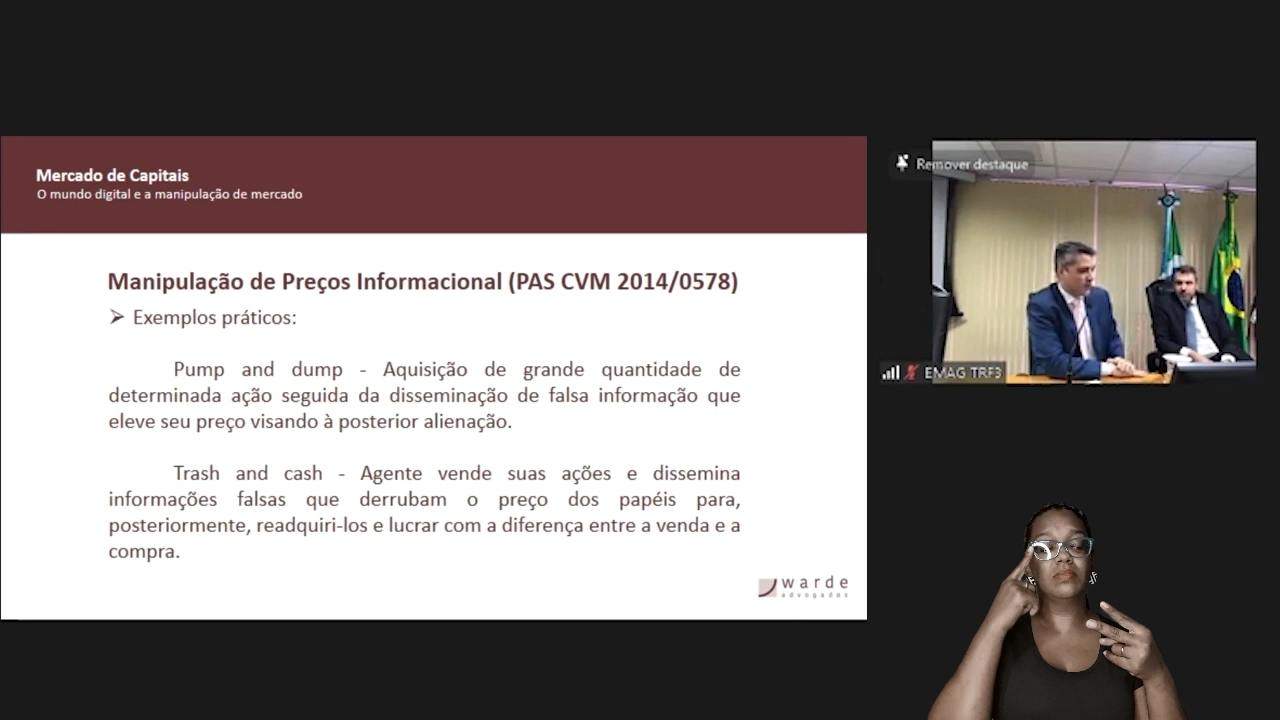 Mercado de Capitais
O mundo digital e a manipulação de mercado
Remover destaque
Manipulação de Preços Informacional (PAS CVM 2014/0578)
➢ Exemplos práticos:
Pump and dump - Aquisição de grande quantidade de
determinada ação seguida da disseminação de falsa informação que
eleve seu preço visando à posterior alienação.
EMAG TRF3
Trash and cash - Agente vende suas ações e dissemina
informações falsas que derrubam o preço dos papéis para,
posteriormente, readquiri-los e lucrar com a diferença entre a venda e a
compra.
warde
advogados